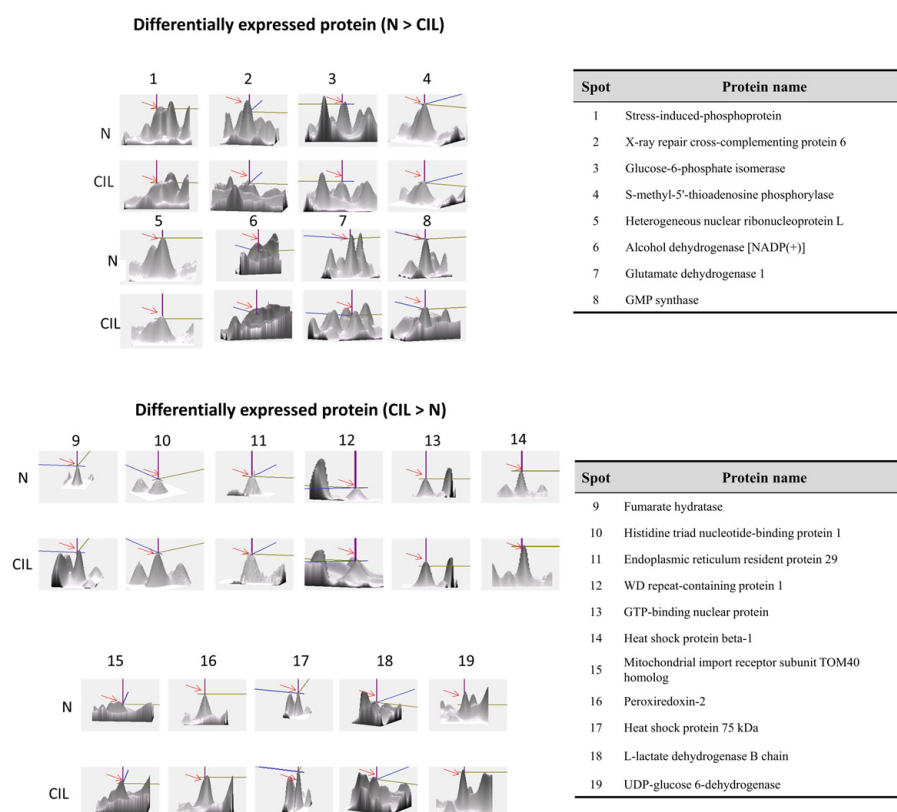 Differentially expressed protein (N > CIL)
1 2 3 4
N
CIL
5 6 7 8
N
CIL
Spot Protein name
1 Stress-induced-phosphoprotein
2 X-ray repair cross-complementing protein 6
3 Glucose-6-phosphate isomerase
4 S-methyl-5'-thioadenosine phosphorylase
5 Heterogeneous nuclear ribonucleoprotein L
6 Alcohol dehydrogenase [NADP(+)]
7 Glutamate dehydrogenase 1
8 GMP synthase
Differentially expressed protein (CIL > N)
9 10 11 12 13 14
N
CIL
15 16 17 18 19
N
CIL
Spot Protein name
9 Fumarate hydratase
10 Histidine triad nucleotide-binding protein 1
11 Endoplasmic reticulum resident protein 29
12 WD repeat-containing protein 1
13 GTP-binding nuclear protein
14 Heat shock protein beta-1
15 Mitochondrial import receptor subunit TOM40
homolog
16 Peroxiredoxin-2
17 Heat shock protein 75 kDa
18 L-lactate dehydrogenase B chain
19 UDP-glucose 6-dehydrogenase